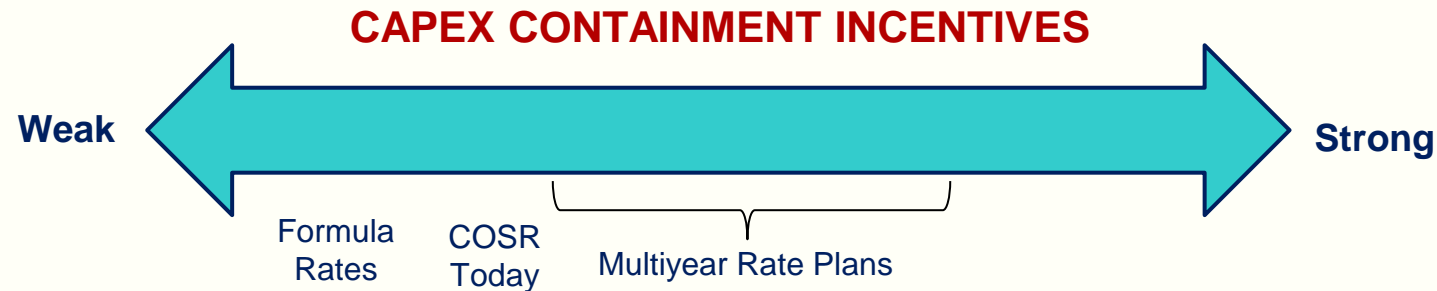 CAPEX CONTAINMENT INCENTIVES
Weak
Strong
Formula
Rates
COSR
Today
Multiyear Rate Plans